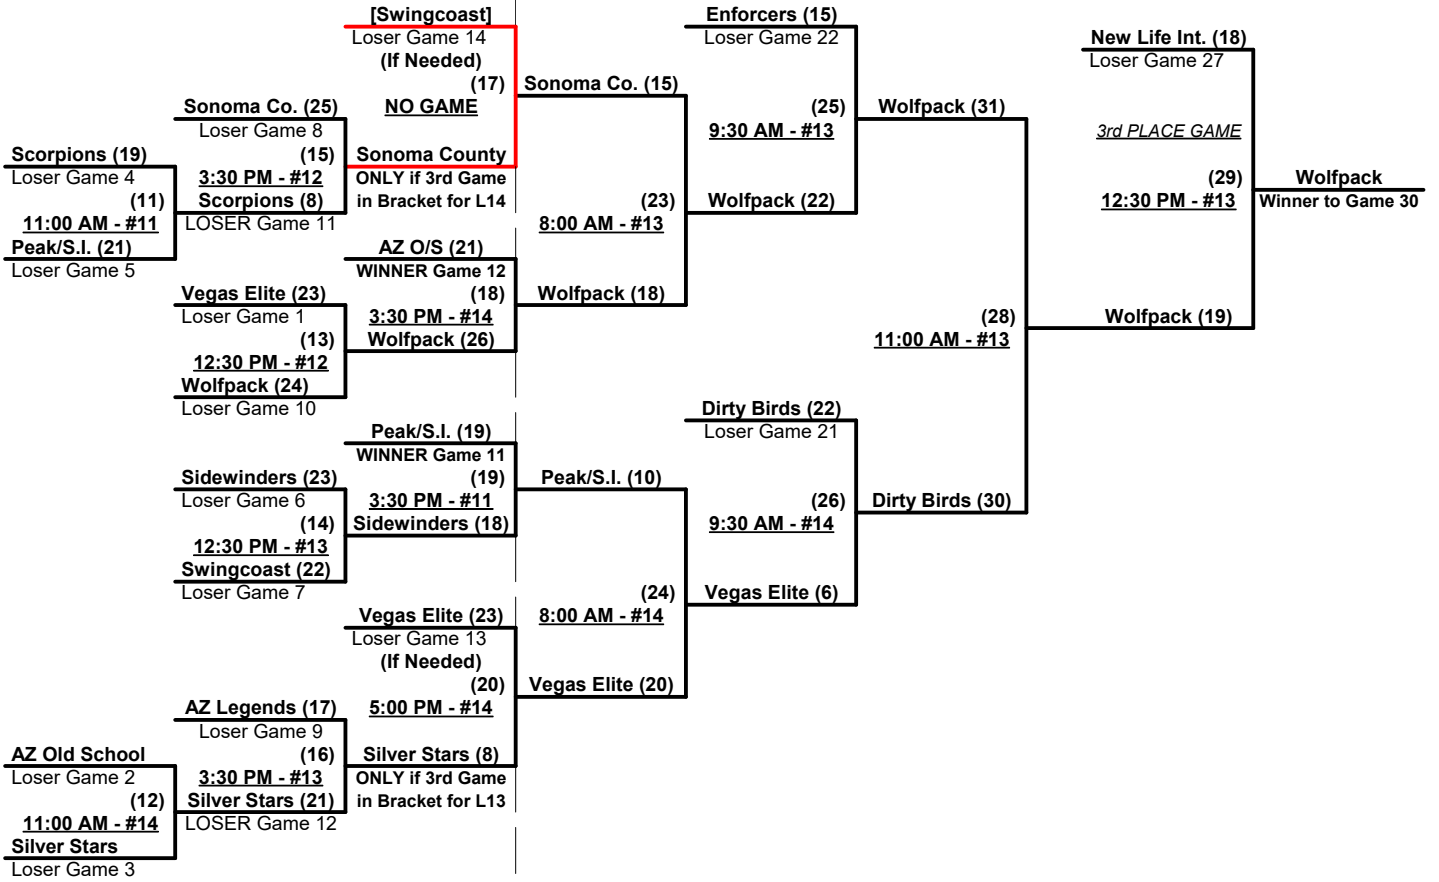 [Swingcoast]
Loser Game 14
(If Needed)
(17)
NO GAME
Sonoma County
ONLY if 3rd Game
in Bracket for L14
Sonoma Co. (25)
Loser Game 8
(15)
3:30 PM - #12
Scorpions (8)
LOSER Game 11
Scorpions (19)
Loser Game 4
(11)
11:00 AM - #11
Peak/S.I. (21)
Loser Game 5
AZ O/S (21)
WINNER Game 12
(18)
3:30 PM - #14
Wolfpack (26)
Vegas Elite (23)
Loser Game 1
(13)
12:30 PM - #12
Wolfpack (24)
Loser Game 10
Peak/S.I. (19)
WINNER Game 11
(19)
3:30 PM - #11
Sidewinders (18)
Sidewinders (23)
Loser Game 6
(14)
12:30 PM - #13
Swingcoast (22)
Loser Game 7
Vegas Elite (23)
Loser Game 13
(If Needed)
(20)
5:00 PM - #14
Silver Stars (8)
ONLY if 3rd Game
in Bracket for L13
AZ Legends (17)
Loser Game 9
(16)
3:30 PM - #13
Silver Stars (21)
LOSER Game 12
AZ Old School
Loser Game 2
(12)
11:00 AM - #14
Silver Stars
Loser Game 3
Sonoma Co. (15)
(23)
8:00 AM - #13
Wolfpack (18)
Peak/S.I. (10)
(24)
8:00 AM - #14
Vegas Elite (20)
Enforcers (15)
Loser Game 22
(25)
9:30 AM - #13
Wolfpack (22)
Dirty Birds (22)
Loser Game 21
(26)
9:30 AM - #14
Vegas Elite (6)
Wolfpack (31)
(28)
11:00 AM - #13
Dirty Birds (30)
New Life Int. (18)
Loser Game 27
3rd PLACE GAME
(29)
12:30 PM - #13
Wolfpack (19)
Wolfpack
Winner to Game 30